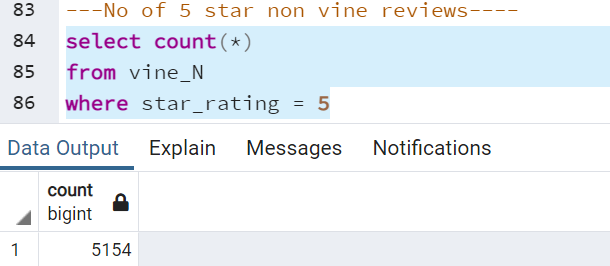 83 ---No of 5 star non vine reviews----
84 select count(*)
85 from vine_N
86 where star_rating = 5
Data Output Explain Messages Notifications
count
bigint
1 5154